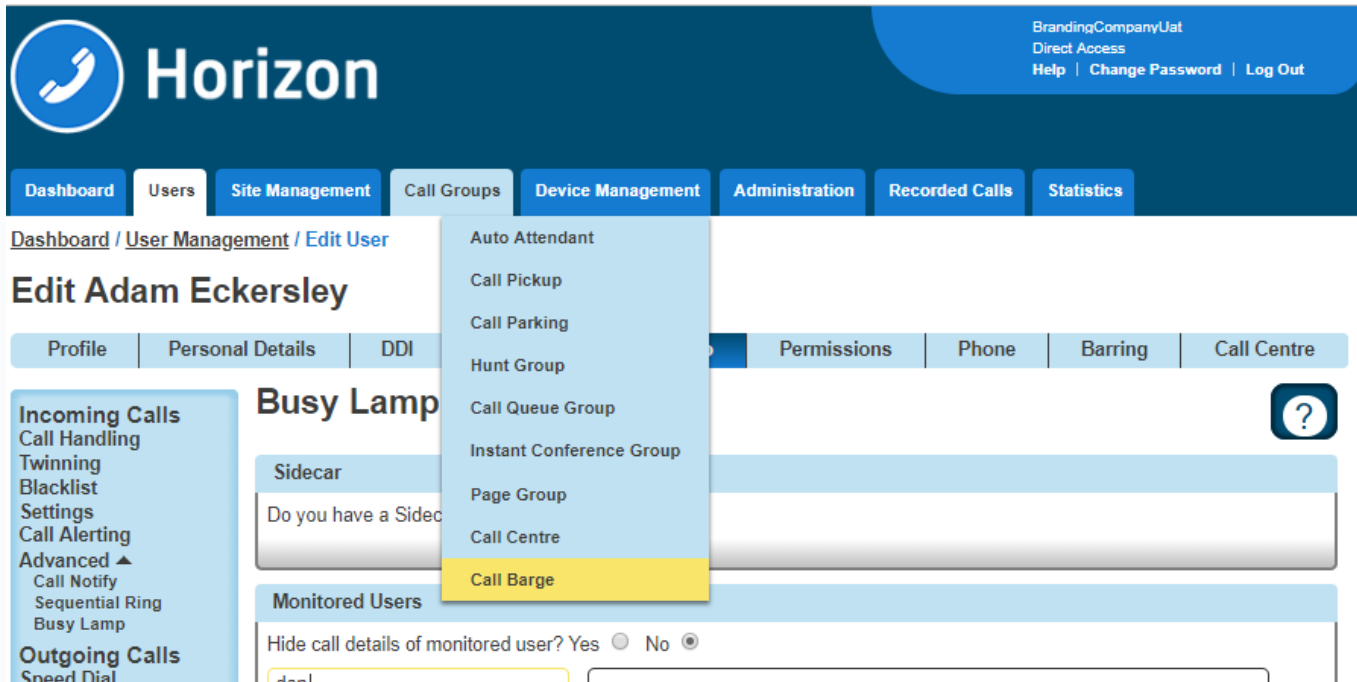 Horizon
BrandingCompanyUat
Direct Access
Help | Change Password | Log Out
Dashboard Users Site Management Call Groups Device Management Administration Recorded Calls Statistics
Dashboard / User Management / Edit User
Edit Adam Eckersley
Profile Personal Details DDI Permissions Phone Barring Call Centre
Auto Attendant
Call Pickup
Call Parking
Hunt Group
Call Queue Group
Instant Conference Group
Page Group
Call Centre
Call Barge
Incoming Calls
Call Handling
Twinning
Blacklist
Settings
Call Alerting
Advanced
Call Notify
Sequential Ring
Busy Lamp
Outgoing Calls
Speed Dial
Busy Lamp
?
Sidecar
Do you have a Sidec
Monitored Users
Hide call details of monitored user? Yes No